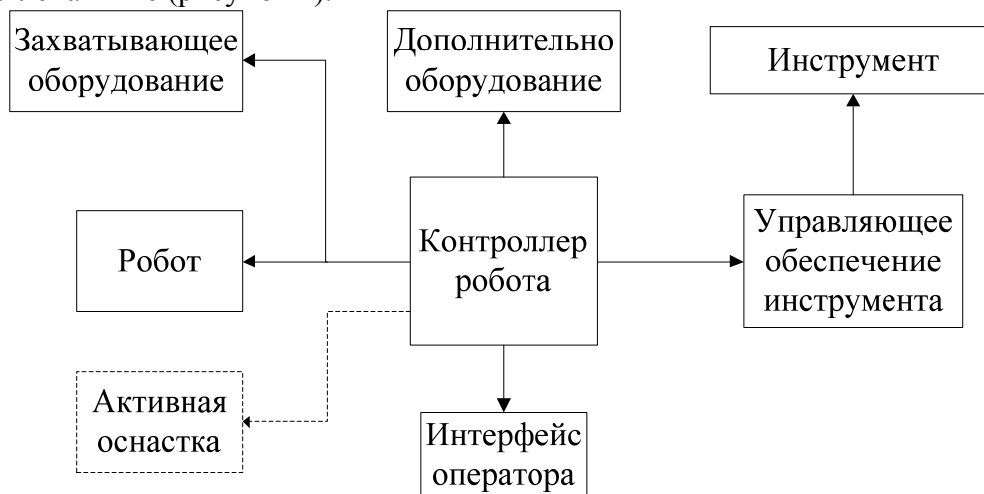 Захватывающее
оборудование
Дополнительно
оборудование
Инструмент
Робот
Контроллер
робота
Управляющее
обеспечение
инструмента
Активная
оснастка
Интерфейс
оператора